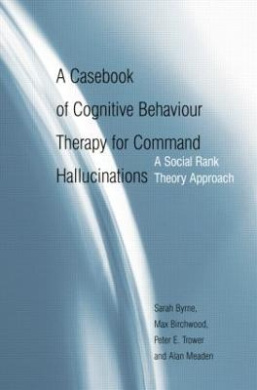 A Casebook
of Cognitive Behaviour
Therapy for Command
Hallucinations
A Social Rank
Theory Approach
Sarah Byrne,
Max Birchwood,
Peter E. Trower
and Alan Meaden